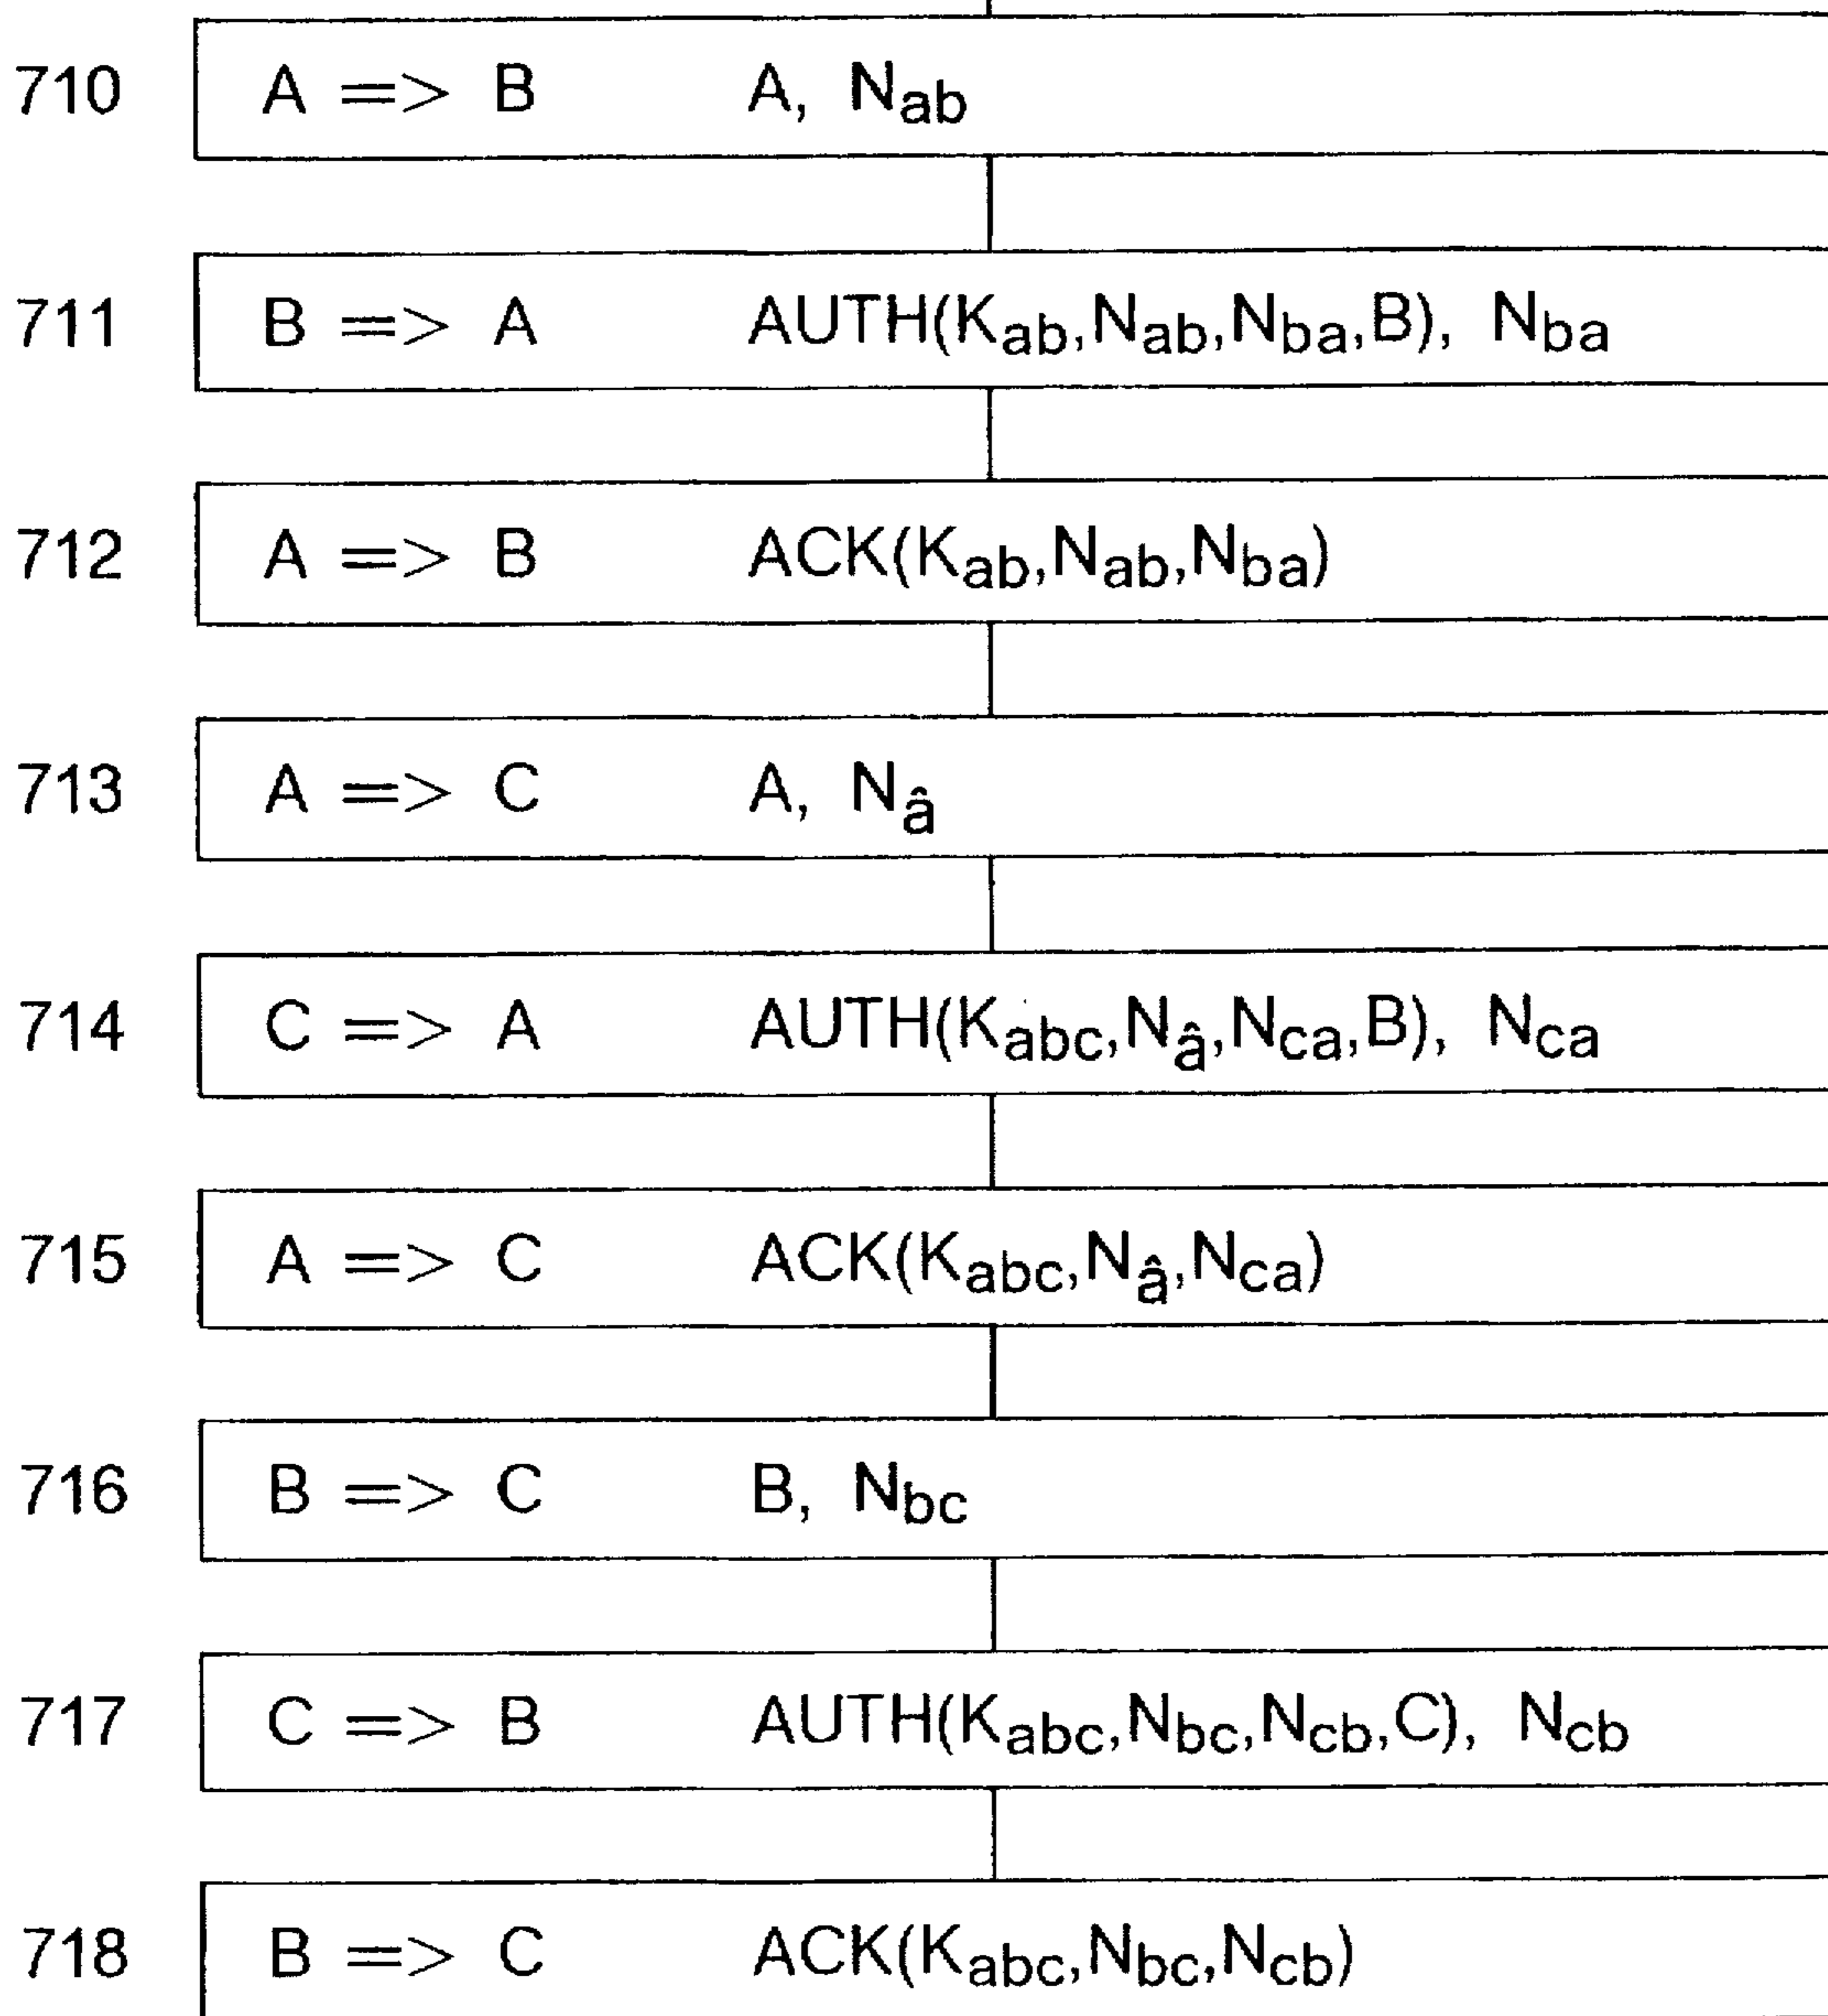 710 A => B A, Nab
711 B => A AUTH(Kab,Nab,Nba,B), Nba
712 A => B ACK(Kab,Nab,Nba)
713 A => C A, Nâ
714 C => A AUTH(Kabc,Nâ,Nca,B), Nca
715 A => C ACK(Kabc,Nâ,Nca)
716 B => C B, Nbc
717 C => B AUTH(Kabc,Nbc,Ncb,C), Ncb
718 B => C ACK(Kabc,Nbc,Ncb)